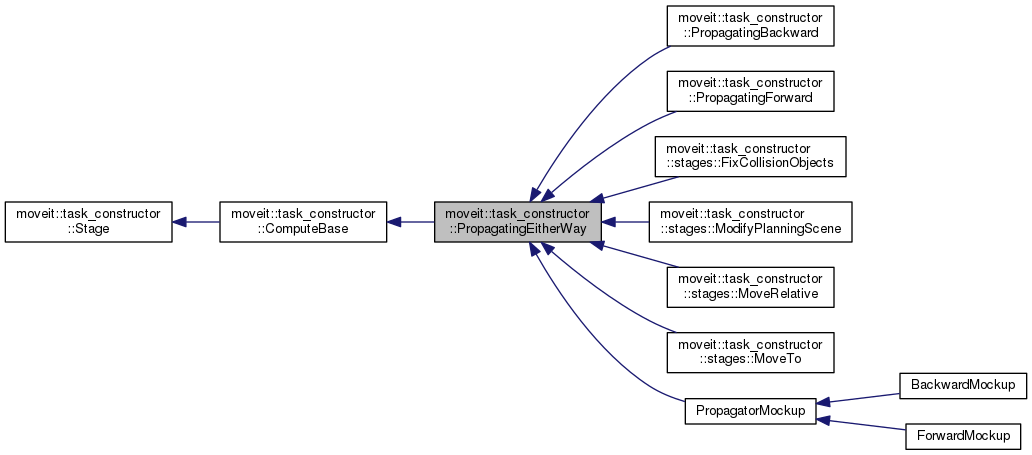 moveit::task_constructor
::PropagatingBackward
moveit::task_constructor
::PropagatingForward
moveit::task_constructor
::stages::FixCollisionObjects
moveit::task_constructor
::Stage
moveit::task_constructor
::ComputeBase
moveit::task_constructor
::PropagatingEitherWay
moveit::task_constructor
::stages::ModifyPlanningScene
moveit::task_constructor
::stages::MoveRelative
moveit::task_constructor
::stages::MoveTo
PropagatorMockup
BackwardMockup
ForwardMockup